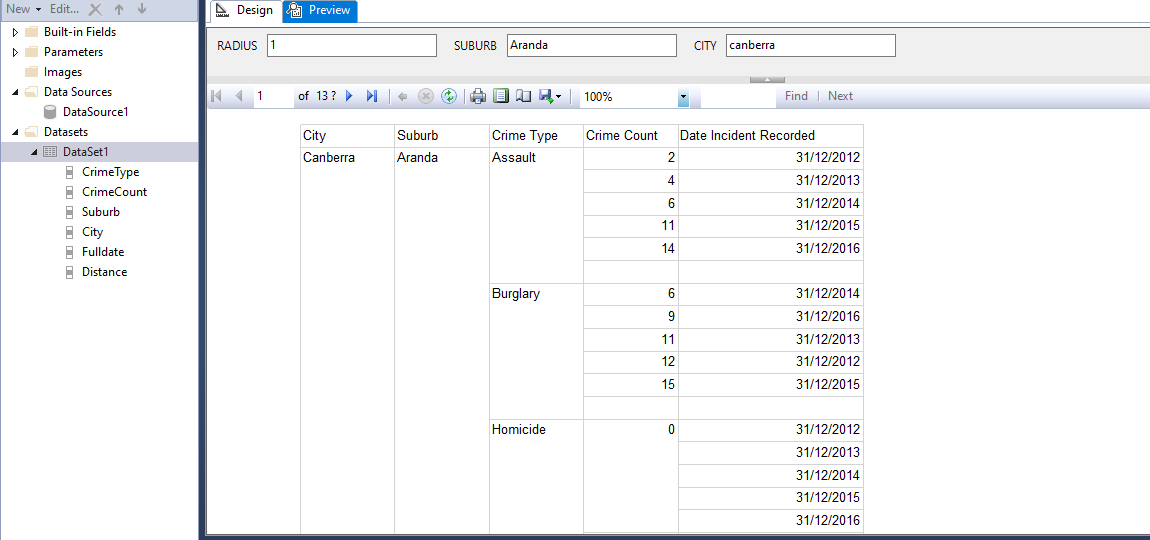 New Edit...
Built-in Fields
Parameters
Images
Data Sources
DataSource1
Datasets
DataSet1
CrimeType
CrimeCount
Suburb
City
Fulldate
Distance
Design Preview
RADIUS 1 SUBURB Aranda CITY canberra
1 of 13 ? 100% Find | Next
City Suburb Crime Type Crime Count Date Incident Recorded
Canberra Aranda Assault 2 31/12/2012
4 31/12/2013
6 31/12/2014
11 31/12/2015
14 31/12/2016
Burglary 6 31/12/2014
9 31/12/2016
11 31/12/2013
12 31/12/2012
15 31/12/2015
Homicide 0 31/12/2012
31/12/2013
31/12/2014
31/12/2015
31/12/2016